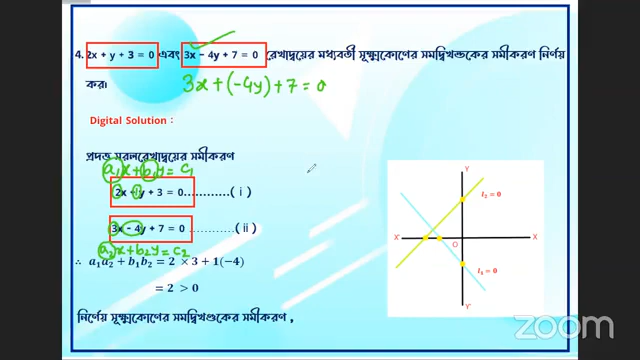 4. 2x + y + 3 = 0 এবং 3x − 4y + 7 = 0 রেখাদ্বয়ের মধ্যবর্তী সূক্ষ্মকোণের সমদ্বিখন্ডকের সমীকরণ নির্ণয়
কর।
3x + (−4y) + 7 = 0
Digital Solution :
প্রদত্ত সরলরেখাদ্বয়ের সমীকরণ
a₁x + b₁y = c₁
2x + y + 3 = 0...........( i )
3x − 4y + 7 = 0 ............( ii )
a₂x + b₂y = c₂
∴ a₁a₂ + b₁b₂ = 2 × 3 + 1(−4)
= 2 > 0
নির্ণেয় সূক্ষ্মকোণের সমদ্বিখণ্ডকের সমীকরণ ,
Y
l₂ = 0
X' O X
l₁ = 0
Y'
zoom